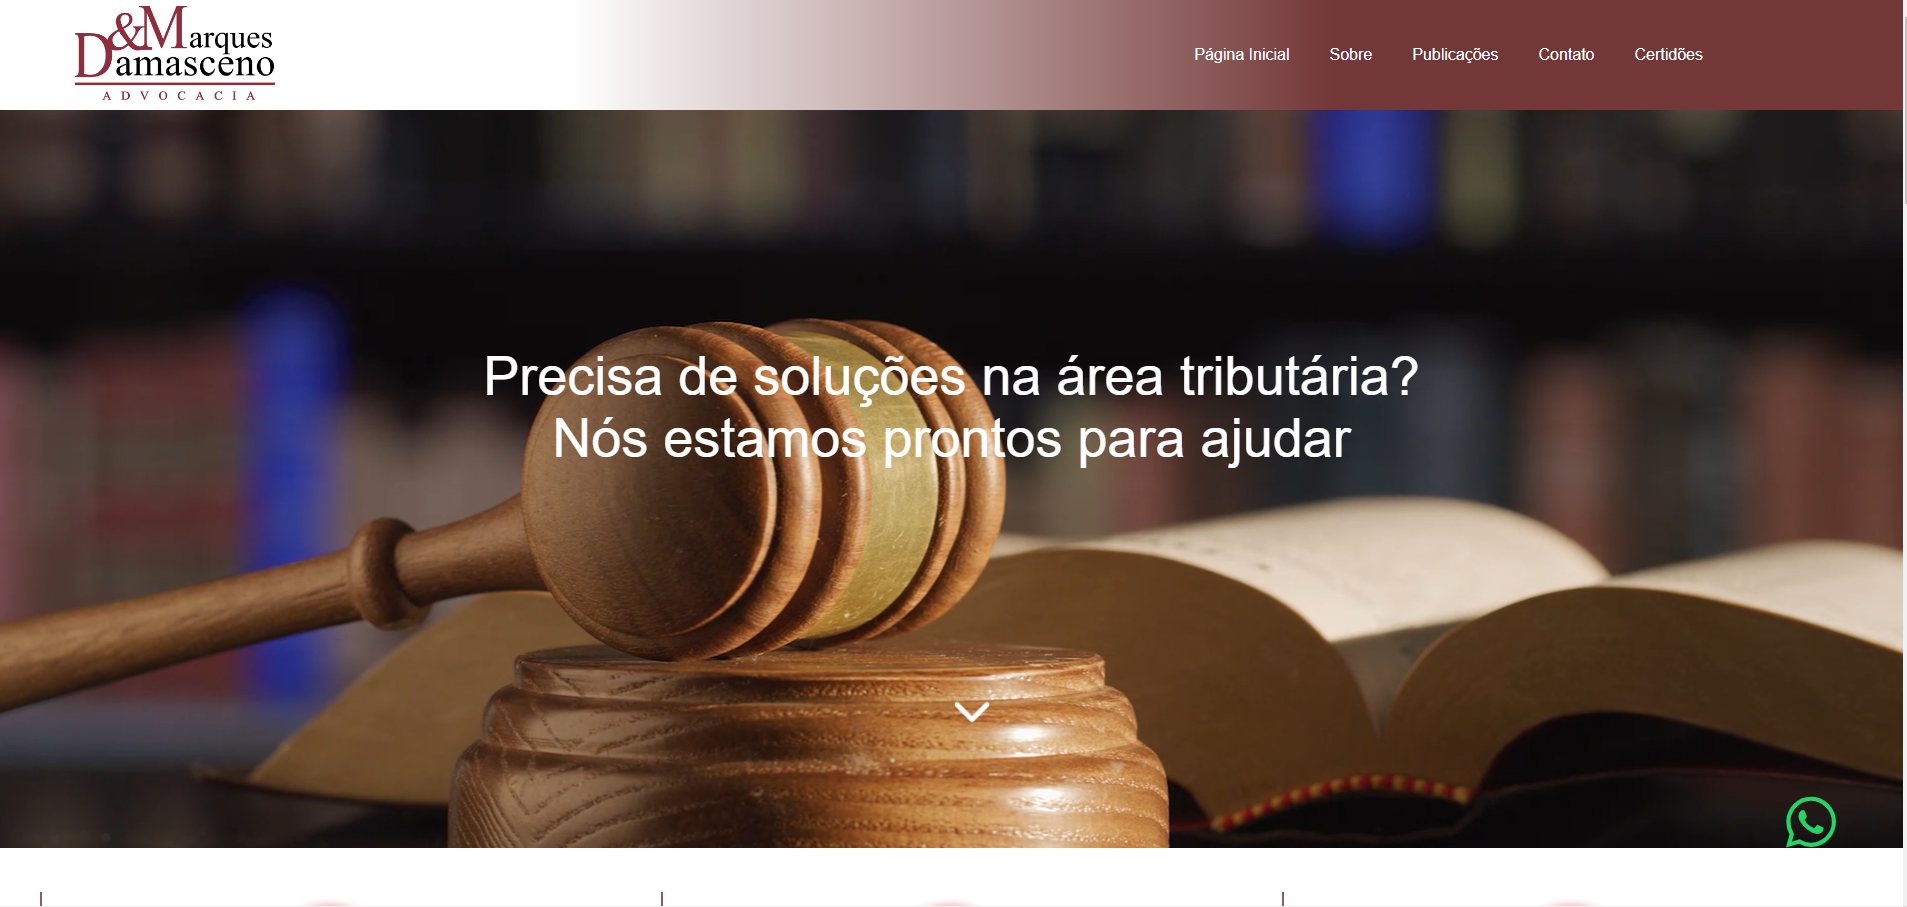 &Marques
Damasceno
ADVOCACIA
Página Inicial
Sobre
Publicações
Contato
Certidões
Precisa de soluções na área tributária?
Nós estamos prontos para ajudar